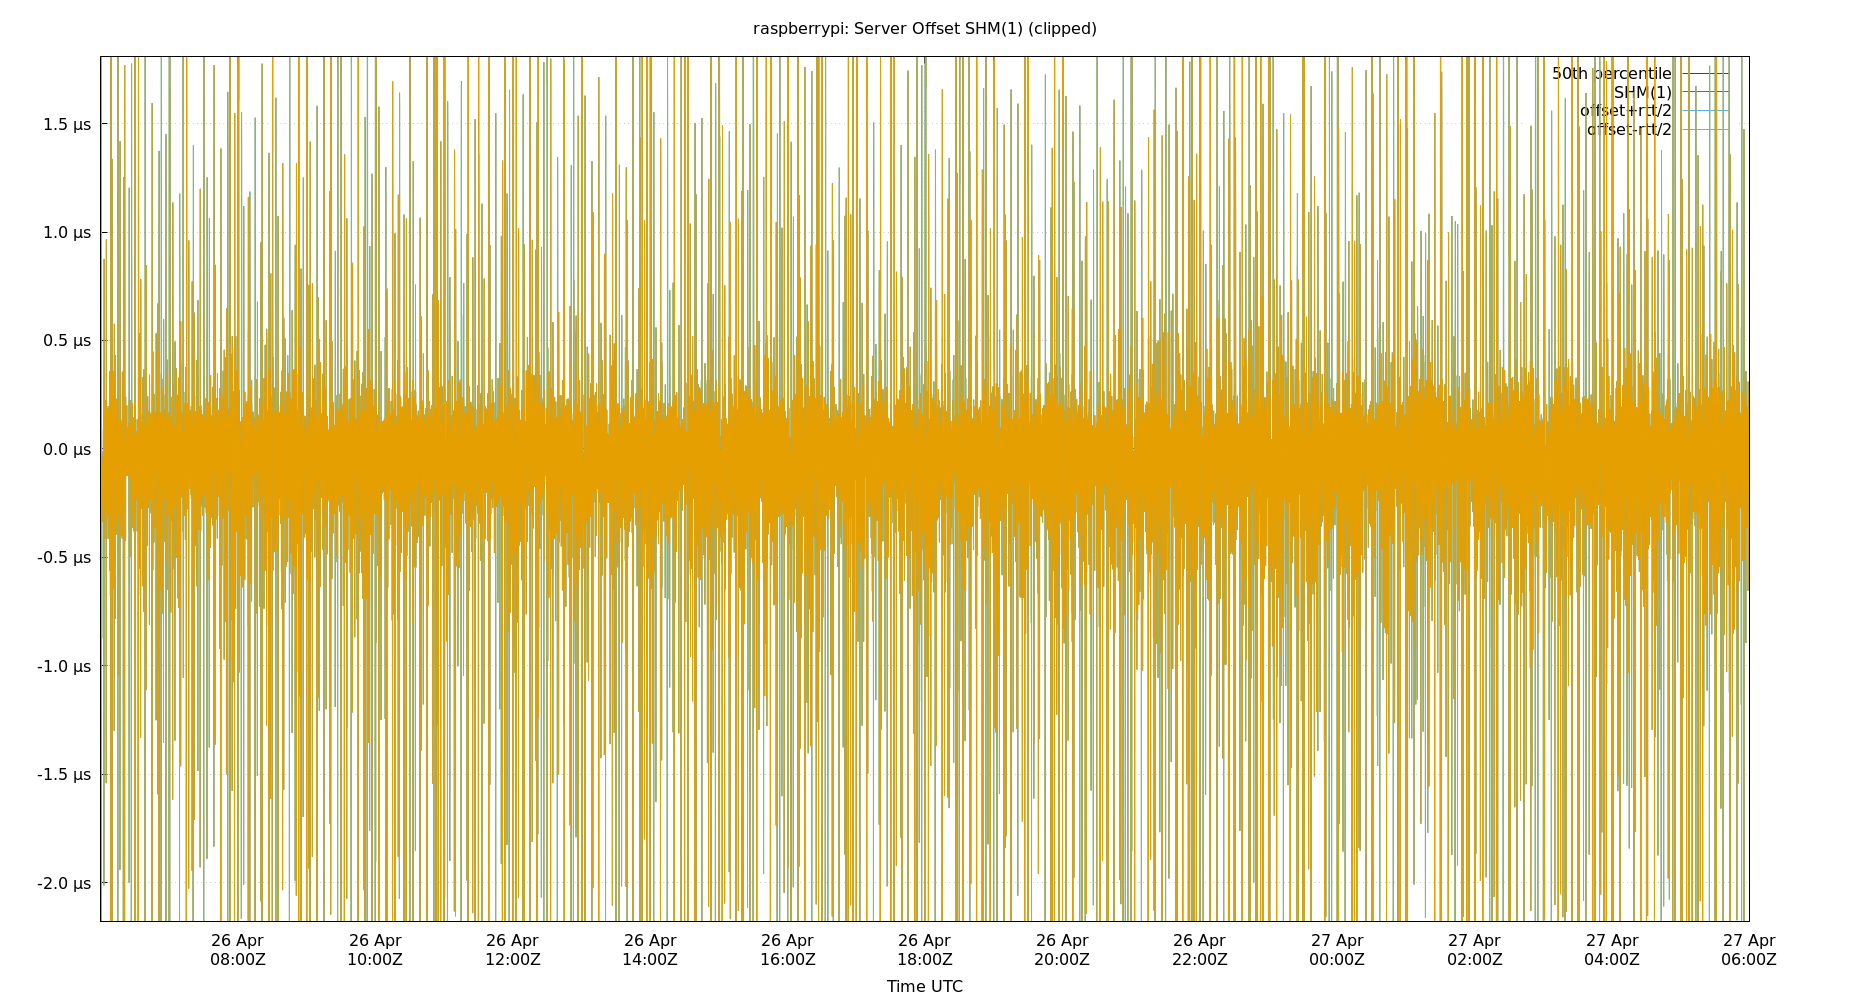 raspberrypi: Server Offset SHM(1) (clipped)
50th percentile
SHM(1)
offset+rtt/2
offset-rtt/2
1.5 µs
1.0 µs
0.5 µs
0.0 µs
-0.5 µs
-1.0 µs
-1.5 µs
-2.0 µs
26 Apr 26 Apr 26 Apr 26 Apr 26 Apr 26 Apr 26 Apr 26 Apr 27 Apr 27 Apr 27 Apr 27 Apr
08:00Z 10:00Z 12:00Z 14:00Z 16:00Z 18:00Z 20:00Z 22:00Z 00:00Z 02:00Z 04:00Z 06:00Z
Time UTC